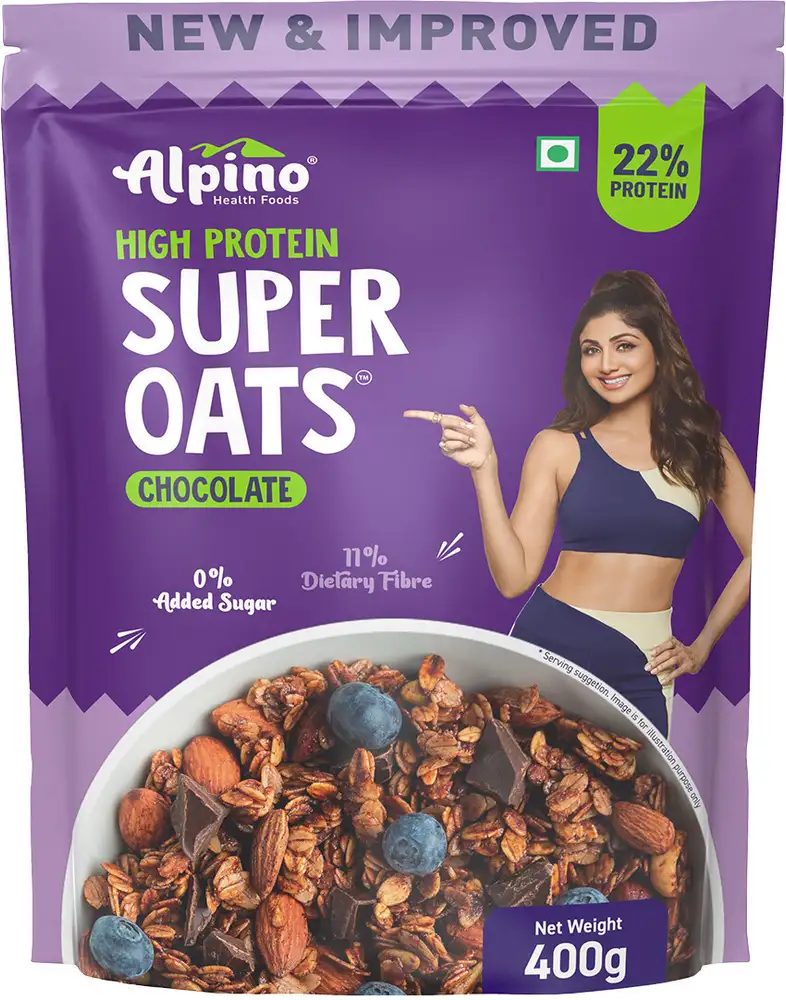 NEW & IMPROVED
Alpino®
Health Foods
22%
PROTEIN
HIGH PROTEIN
SUPER
OATS™
CHOCOLATE
0%
Added Sugar
11%
Dietary Fibre
* Serving suggestion. Image is for illustration purpose only
Net Weight
400g